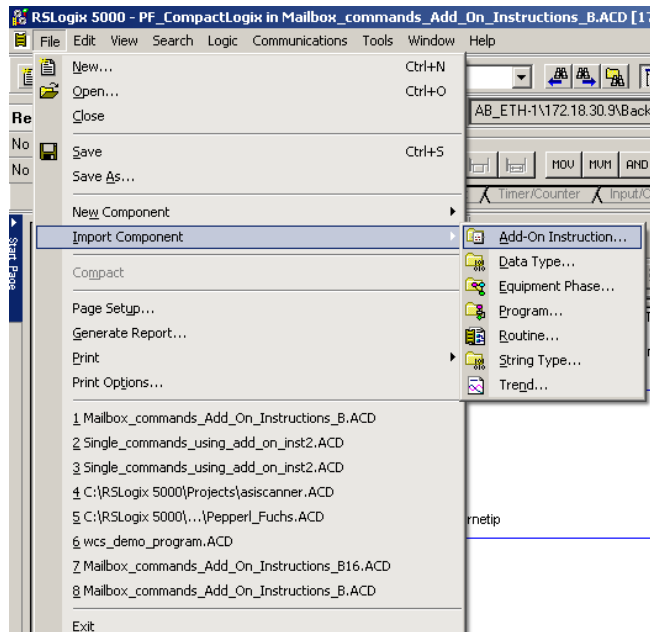 RSLogix 5000 - PF_CompactLogix in Mailbox_commands_Add_On_Instructions_B.ACD [1
File Edit View Search Logic Communications Tools Window Help
New... Ctrl+N
Open... Ctrl+O
Close
AB_ETH-1\172.18.30.9\Back
Re
No
No
Save Ctrl+S
Save As...
MOV MVM AND
Timer/Counter Input/O
New Component
Import Component
Start Page
Add-On Instruction...
Data Type...
Equipment Phase...
Program...
Routine...
String Type...
Trend...
Compact
Page Setup...
Generate Report...
Print
Print Options...
1 Mailbox_commands_Add_On_Instructions_B.ACD
2 Single_commands_using_add_on_inst2.ACD
3 Single_commands_using_add_on_inst2.ACD
4 C:\RSLogix 5000\Projects\asiscanner.ACD
5 C:\RSLogix 5000\...\Pepperl_Fuchs.ACD
rnetip
6 wcs_demo_program.ACD
7 Mailbox_commands_Add_On_Instructions_B16.ACD
8 Mailbox_commands_Add_On_Instructions_B.ACD
Exit